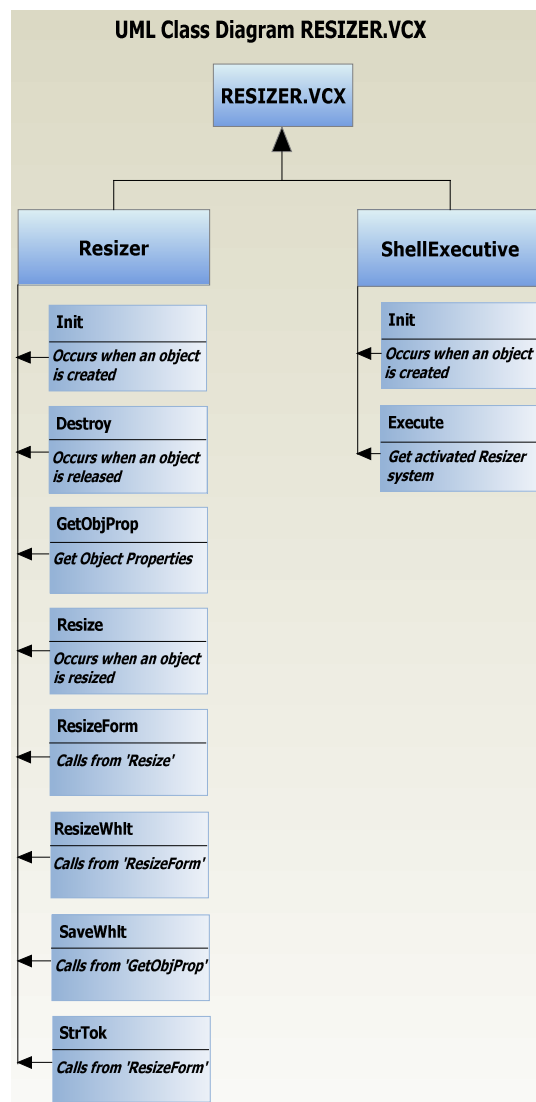 UML Class Diagram RESIZER.VCX
RESIZER.VCX
Resizer
Init
Occurs when an object
is created
Destroy
Occurs when an object
is released
GetObjProp
Get Object Properties
Resize
Occurs when an object
is resized
ResizeForm
Calls from 'Resize'
ResizeWhlt
Calls from 'ResizeForm'
SaveWhlt
Calls from 'GetObjProp'
StrTok
Calls from 'ResizeForm'
ShellExecutive
Init
Occurs when an object
is created
Execute
Get activated Resizer
system